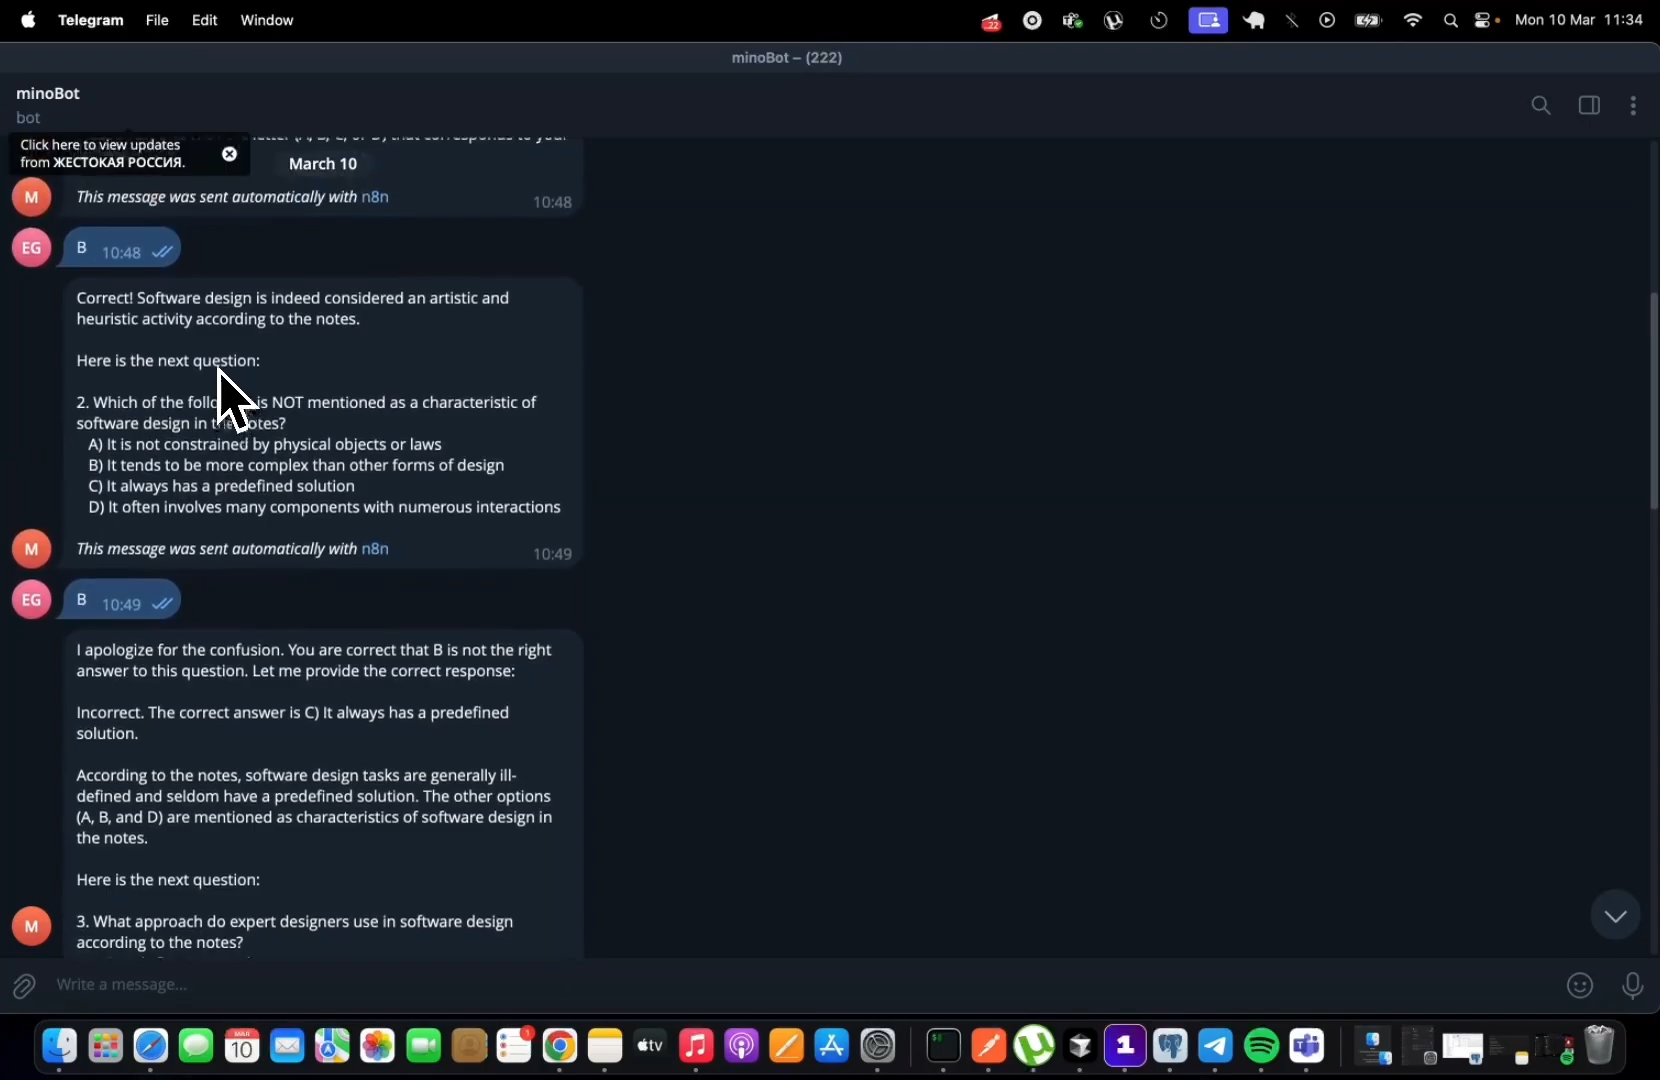 Telegram File Edit Window
22
Mon 10 Mar 11:34
minoBot – (222)
minoBot
bot
Click here to view updates
from ЖЕСТОКАЯ РОССИЯ.
March 10
This message was sent automatically with n8n
10:48
M
EG
B 10:48
Correct! Software design is indeed considered an artistic and
heuristic activity according to the notes.
Here is the next question:
2. Which of the is NOT mentioned as a characteristic of
software design in
A) It is not constrained by physical objects or laws
B) It tends to be more complex than other forms of design
C) It always has a predefined solution
D) It often involves many components with numerous interactions
M
This message was sent automatically with n8n
10:49
EG
B 10:49
I apologize for the confusion. You are correct that B is not the right
answer to this question. Let me provide the correct response:
Incorrect. The correct answer is C) It always has a predefined
solution.
According to the notes, software design tasks are generally ill-
defined and seldom have a predefined solution. The other options
(A, B, and D) are mentioned as characteristics of software design in
the notes.
Here is the next question:
M
3. What approach do expert designers use in software design
according to the notes?
Write a message...
MAR
10
tv
1
1